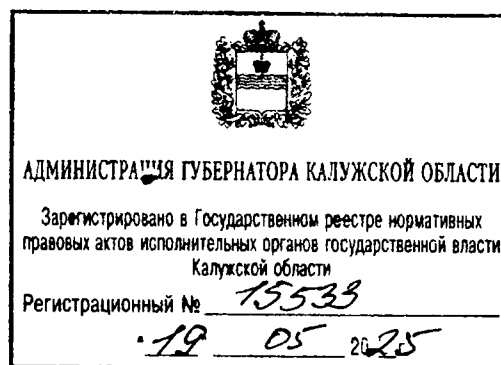 АДМИНИСТРАЦИЯ ГУБЕРНАТОРА КАЛУЖСКОЙ ОБЛАСТИ
Зарегистрировано в Государственном реестре нормативных
правовых актов исполнительных органов государственной власти
Калужской области
Регистрационный № 15533
19 05 2025